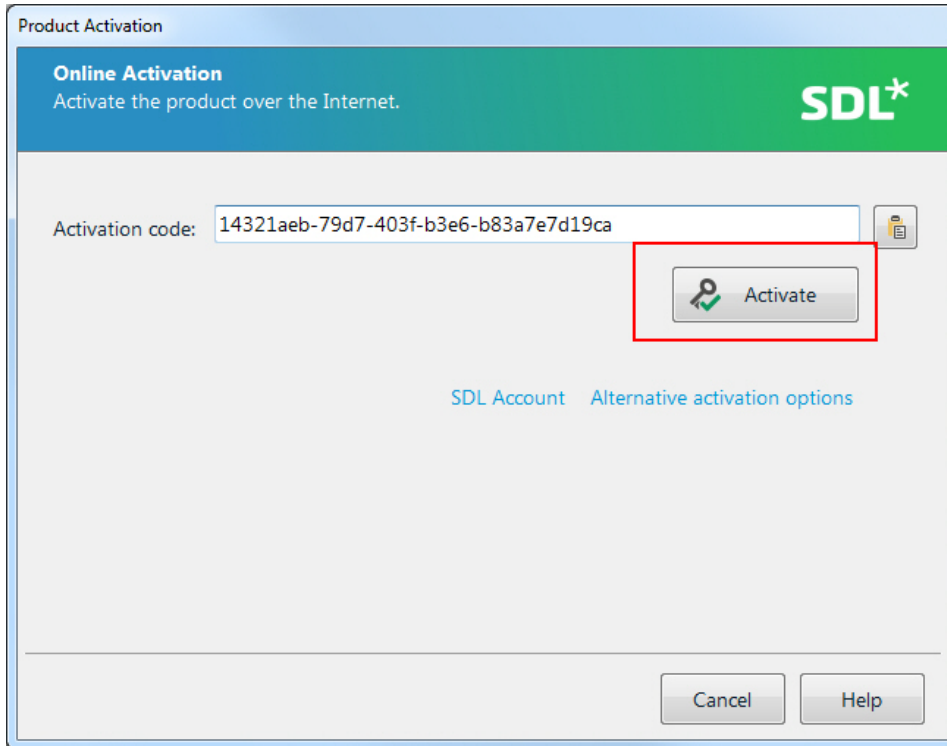 Product Activation
Online Activation
Activate the product over the Internet.
SDL*
Activation code: 14321aeb-79d7-403f-b3e6-b83a7e7d19ca
Activate
SDL Account Alternative activation options
Cancel Help